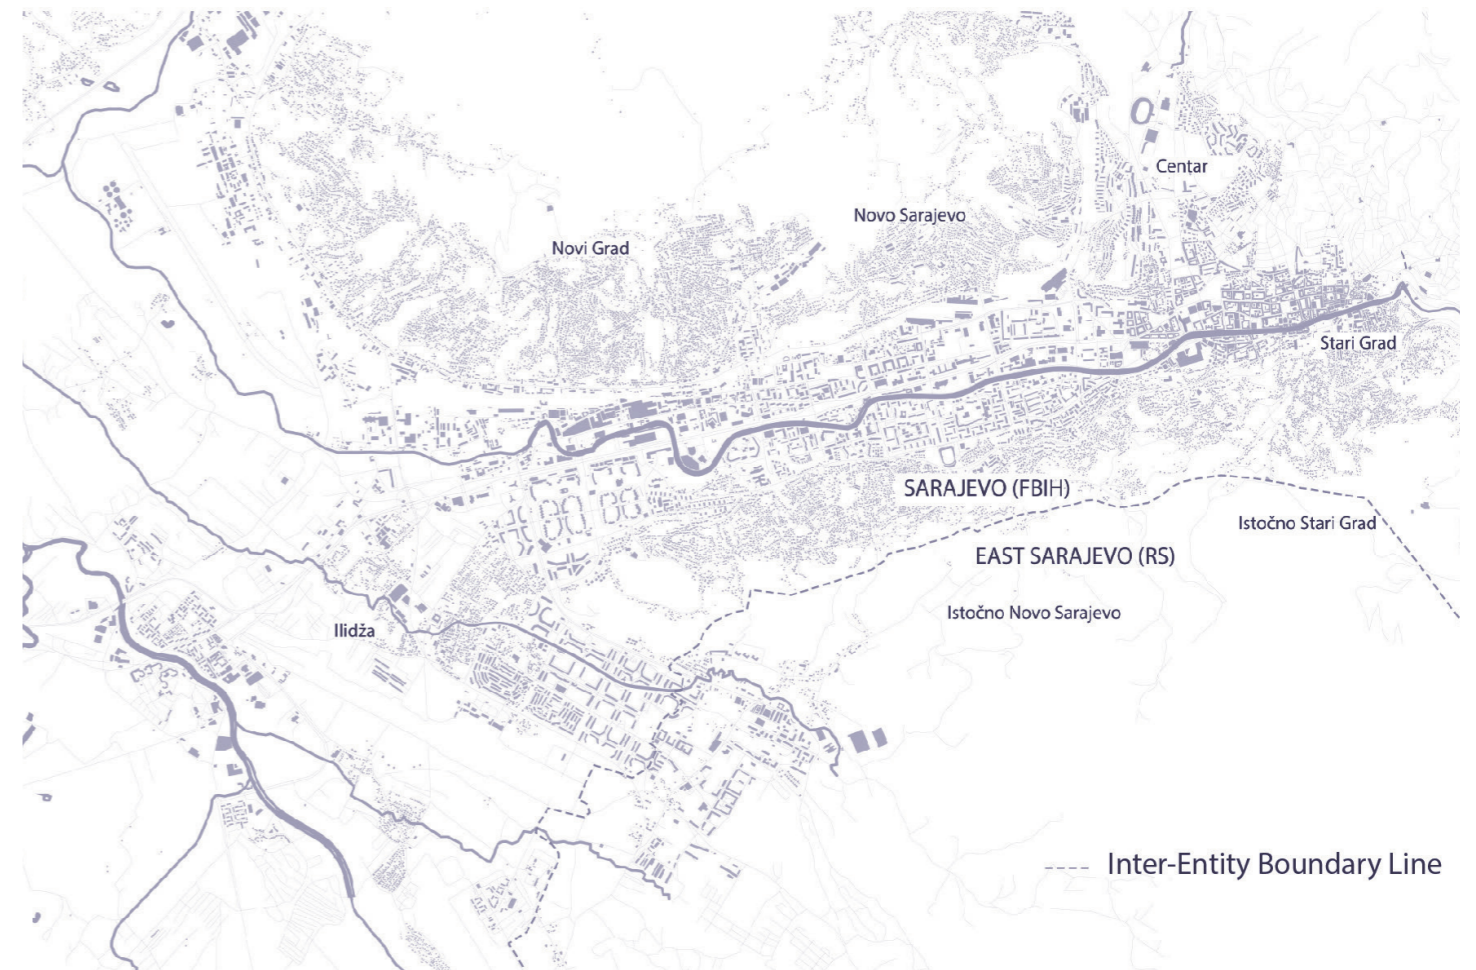 Centar
Novo Sarajevo
Novi Grad
Stari Grad
SARAJEVO (FBIH)
Istočno Stari Grad
EAST SARAJEVO (RS)
Istočno Novo Sarajevo
Ilidža
Inter-Entity Boundary Line